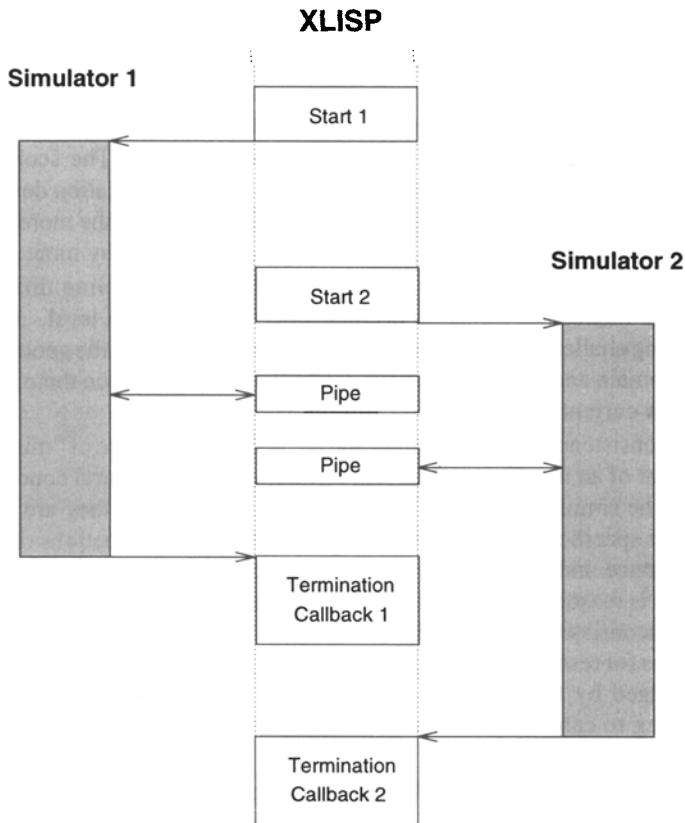 XLISP
Simulator 1
Start 1
Simulator 2
Start 2
Pipe
Pipe
Termination
Callback 1
Termination
Callback 2